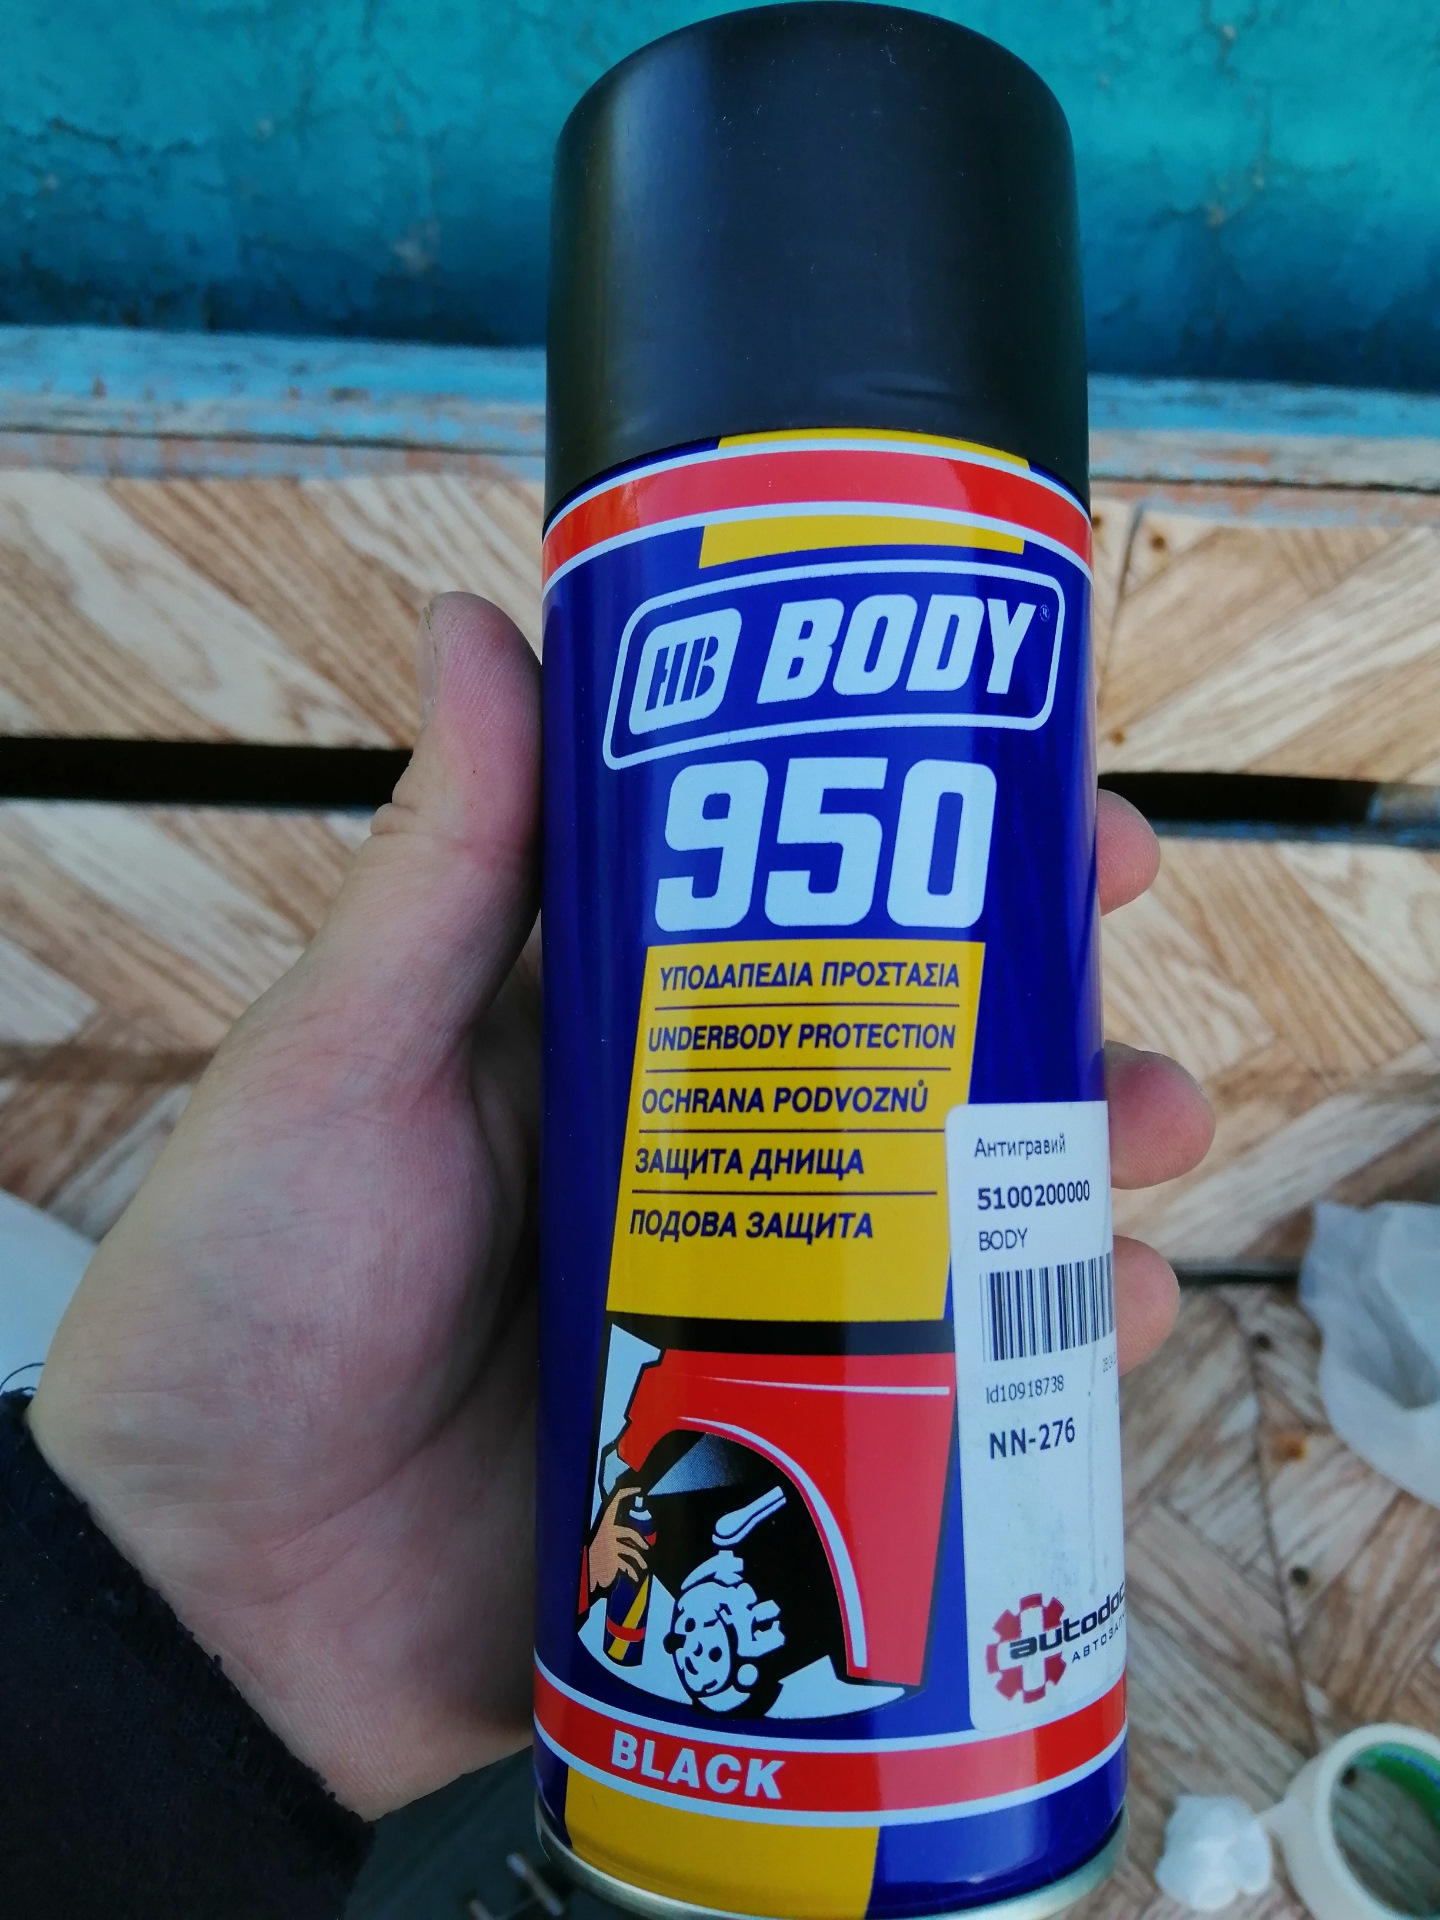 HB BODY
950
ΥΠΟΔΑΠΕΔΙΑ ΠΡΟΣΤΑΣΙΑ
UNDERBODY PROTECTION
OCHRANA PODVOZNŮ
ЗАЩИТА ДНИЩА
ПОДОВА ЗАЩИТА
Антигравий
5100200000
BODY
Id10918738
NN-276
autodoc
BLACK